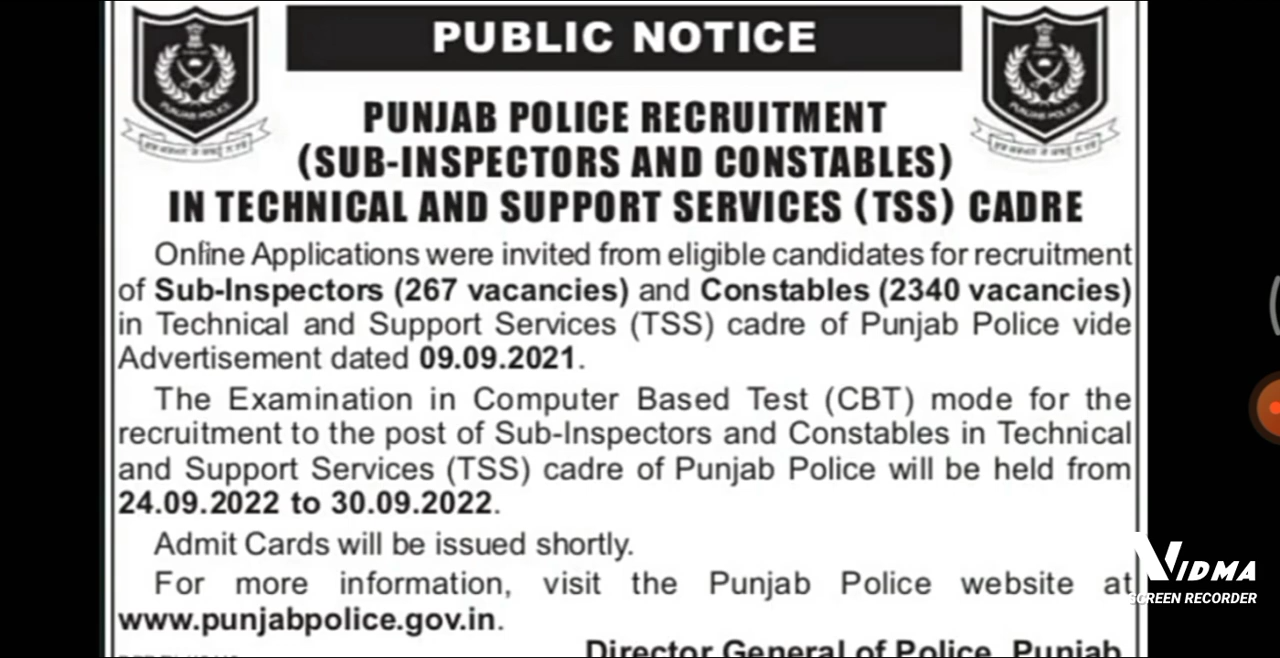 PUBLIC NOTICE
PUNJAB POLICE
PUNJAB POLICE
PUNJAB POLICE RECRUITMENT
(SUB-INSPECTORS AND CONSTABLES)
IN TECHNICAL AND SUPPORT SERVICES (TSS) CADRE
Online Applications were invited from eligible candidates for recruitment
of Sub-Inspectors (267 vacancies) and Constables (2340 vacancies)
in Technical and Support Services (TSS) cadre of Punjab Police vide
Advertisement dated 09.09.2021.
The Examination in Computer Based Test (CBT) mode for the
recruitment to the post of Sub-Inspectors and Constables in Technical
and Support Services (TSS) cadre of Punjab Police will be held from
24.09.2022 to 30.09.2022.
Admit Cards will be issued shortly.
For more information, visit the Punjab Police website at
www.punjabpolice.gov.in.
Director General of Police, Punjab
VIDMA
SCREEN RECORDER